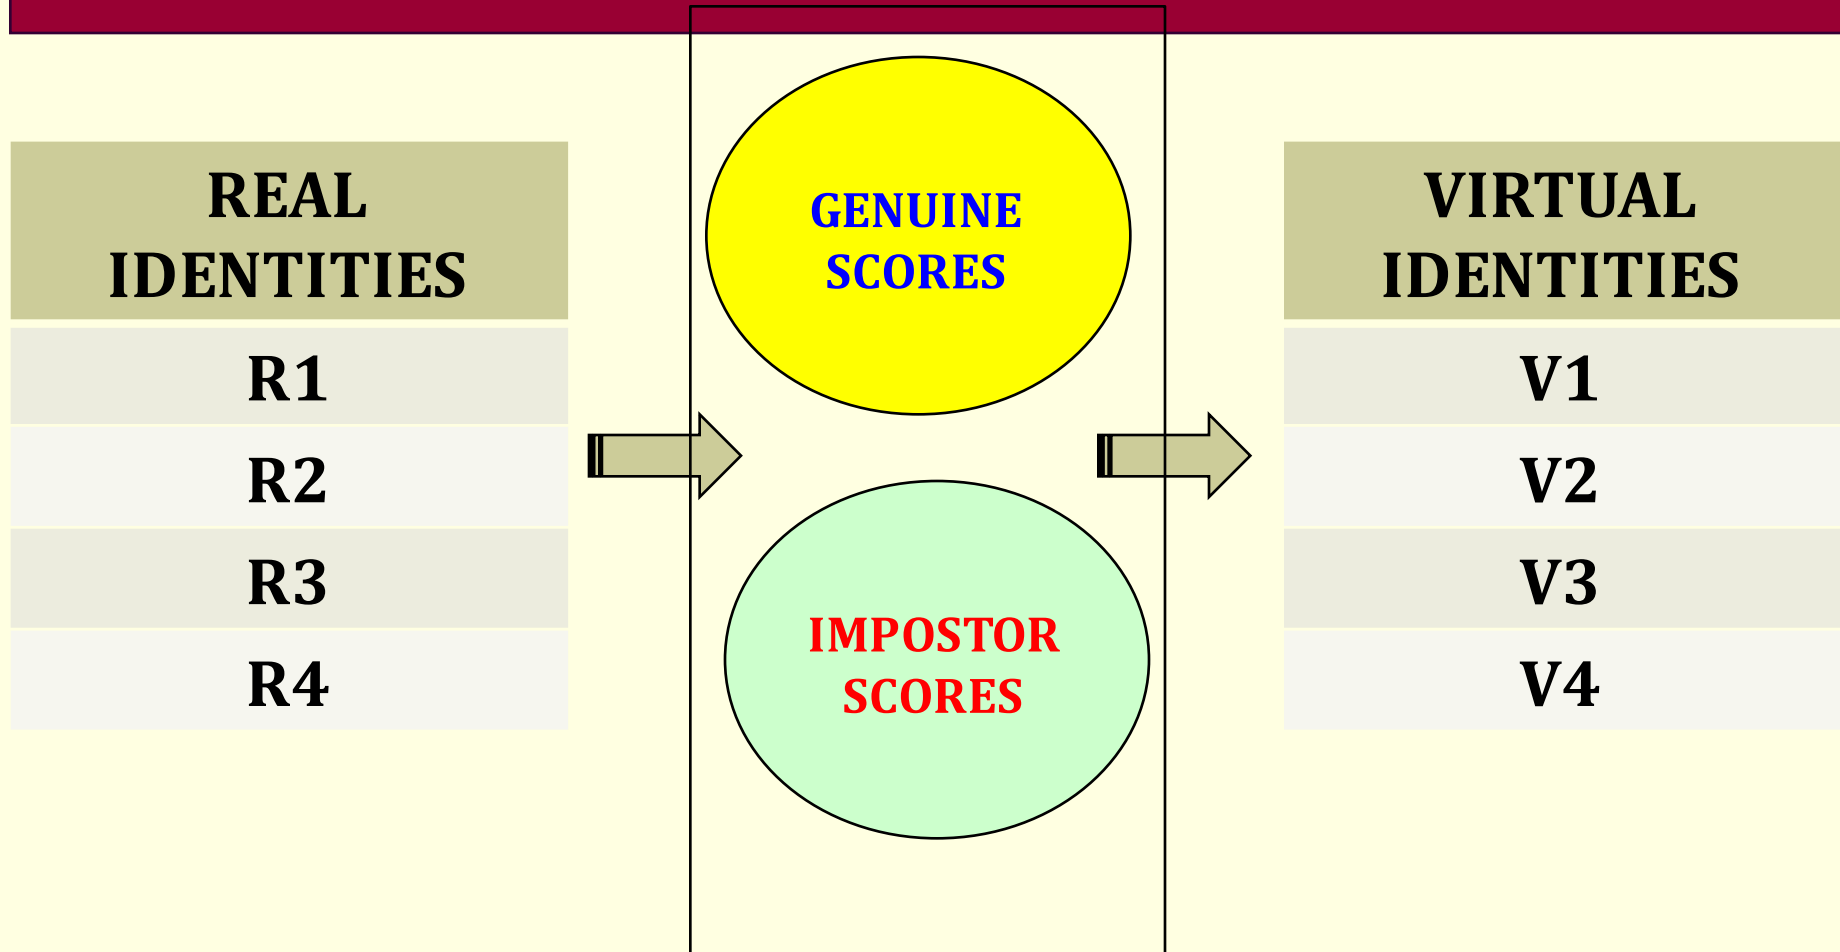 REAL
IDENTITIES
R1
R2
R3
R4
GENUINE
SCORES
IMPOSTOR
SCORES
VIRTUAL
IDENTITIES
V1
V2
V3
V4